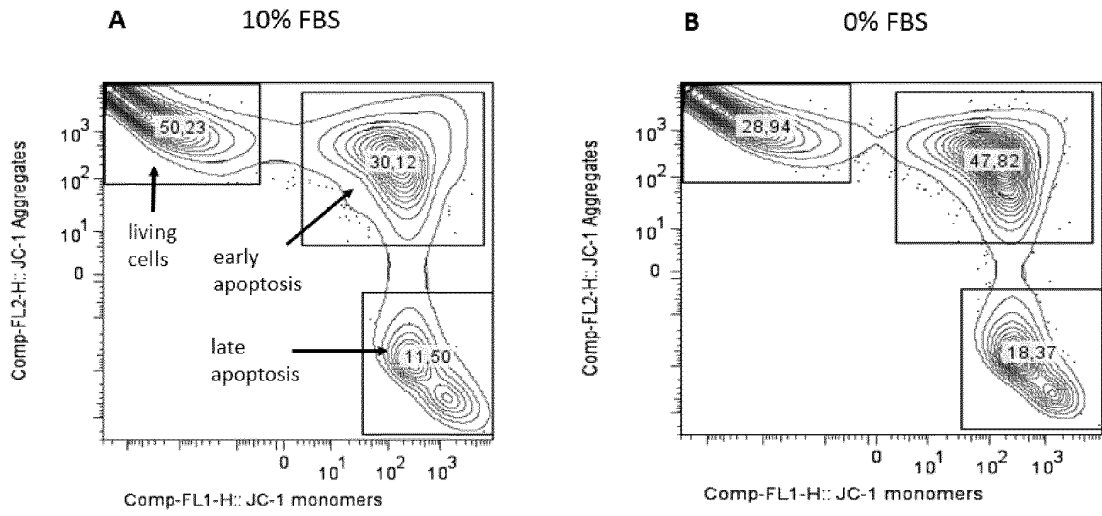 A 10% FBS
B 0% FBS
Comp-FL2-H:: JC-1 Aggregates
10³
10²
10¹
0
50,23
30,12
11,50
living
cells
early
apoptosis
late
apoptosis
0 10¹ 10² 10³
Comp-FL1-H:: JC-1 monomers
Comp-FL2-H:: JC-1 Aggregates
10³
10²
10¹
0
28,94
47,82
18,37
0 10¹ 10² 10³
Comp-FL1-H:: JC-1 monomers